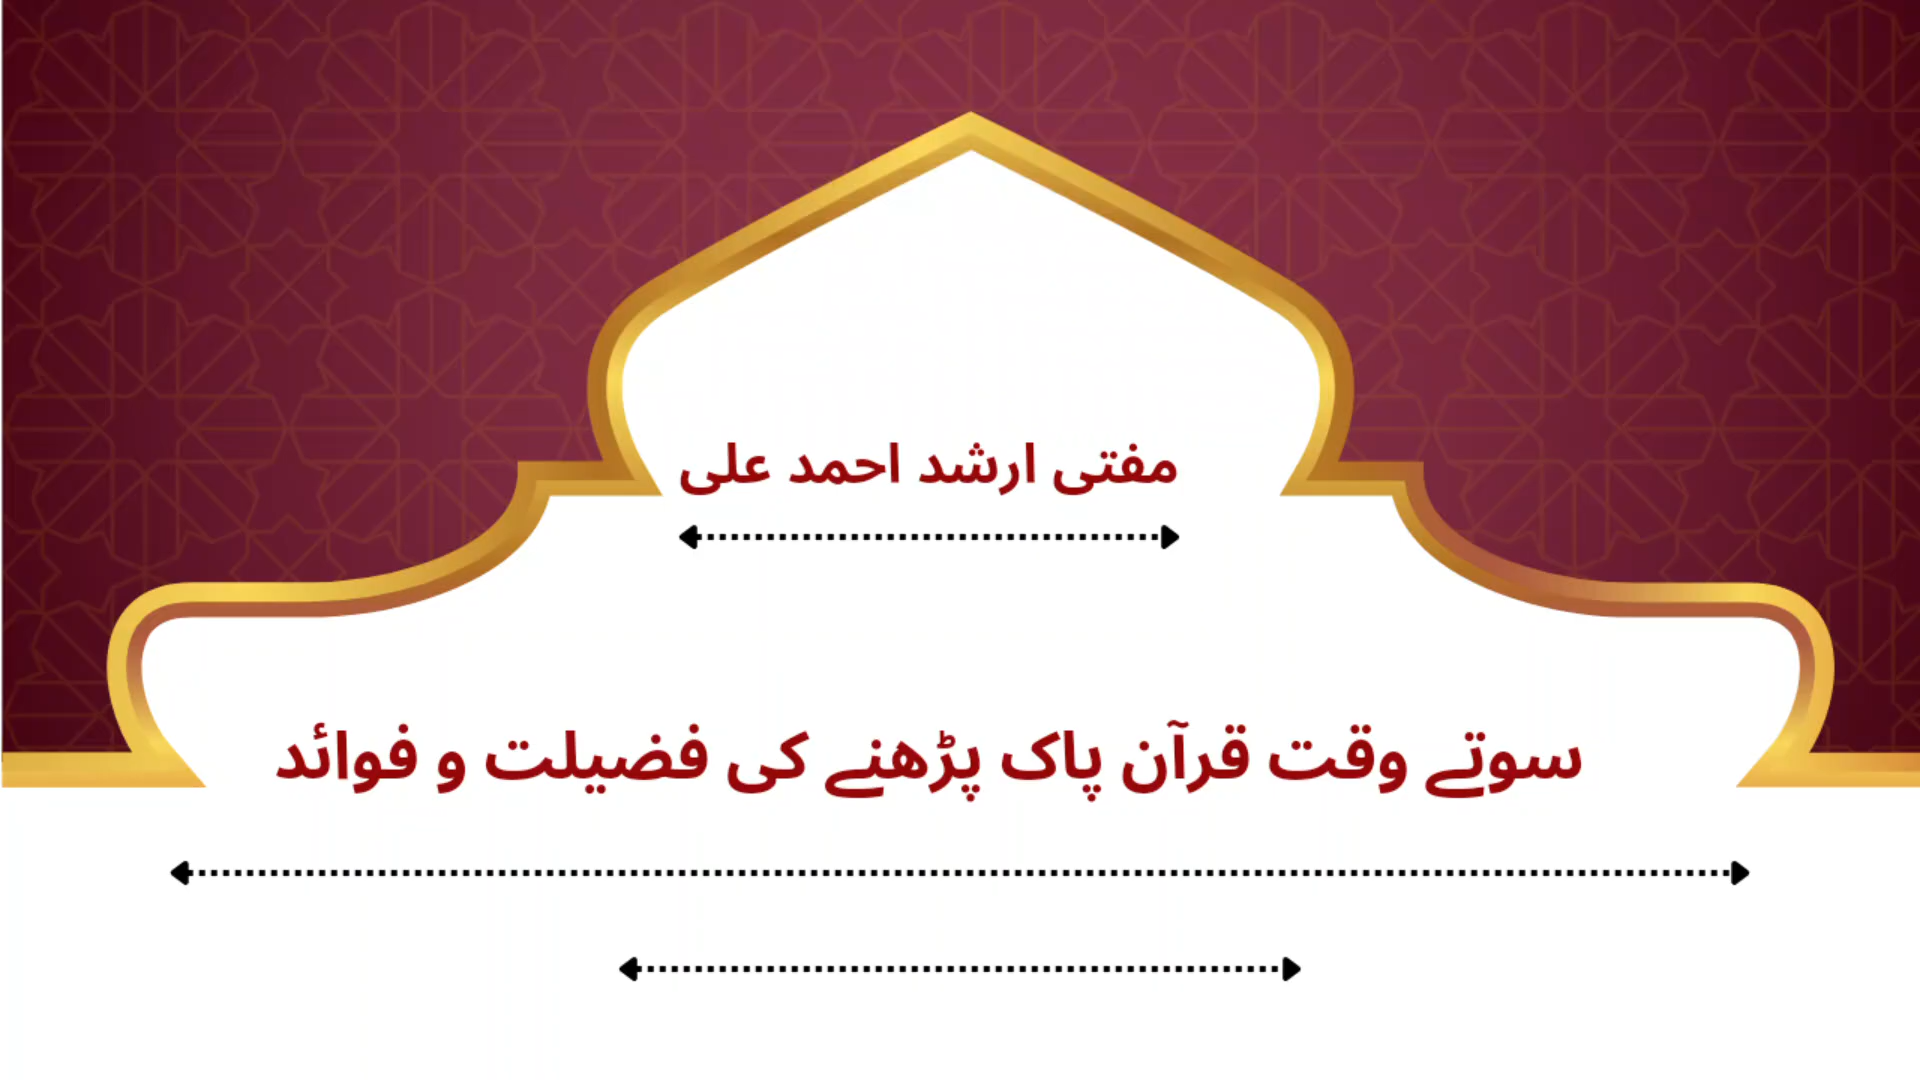 مفتی ارشد احمد علی
سوتے وقت قرآن پاک پڑھنے کی فضیلت و فوائد